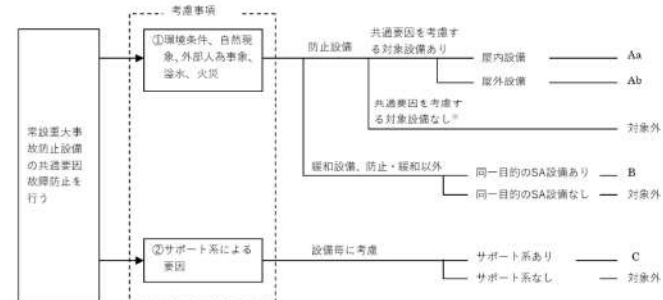 考慮事項
常設重大事
故防止設備
の共通要因
故障防止を
行う
①環境条件、自然現
象、外部人為事象、
溢水、火災
防止設備
共通要因を考慮す
る対象設備あり
屋内設備
Aa
屋外設備
Ab
共通要因を考慮す
る対象設備なし※
対象外
緩和設備、防止・緩和以外
同一目的のSA設備あり
B
同一目的のSA設備なし
対象外
②サポート系による
要因
設備毎に考慮
サポート系あり
C
サポート系なし
対象外